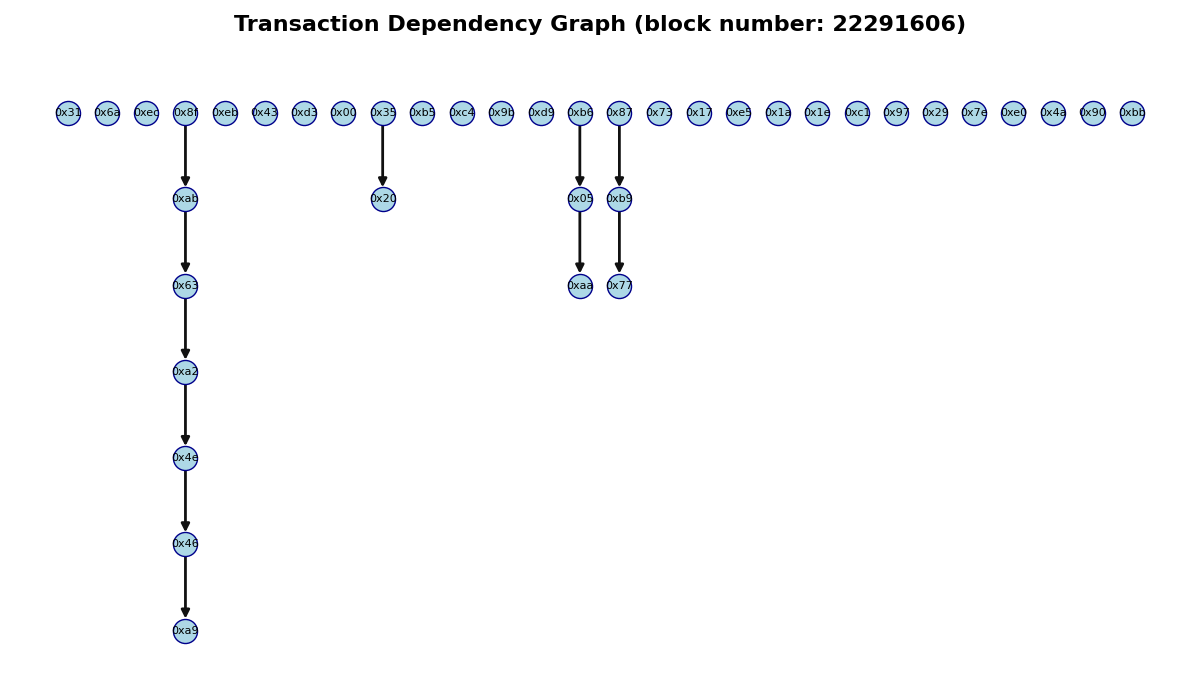 Transaction Dependency Graph (block number: 22291606)
0x31 0x6a 0xec 0x8f 0xeb 0x43 0xd3 0x00 0x35 0xb5 0xc4 0x9b 0xd9 0xb6 0x87 0x73 0x17 0xe5 0x1a 0x1e 0xc1 0x97 0x29 0x7e 0xe0 0x4a 0x90 0xbb
0xab 0x20 0x05 0xb9
0x63 0xaa 0x77
0xa2
0x4e
0x46
0xa9